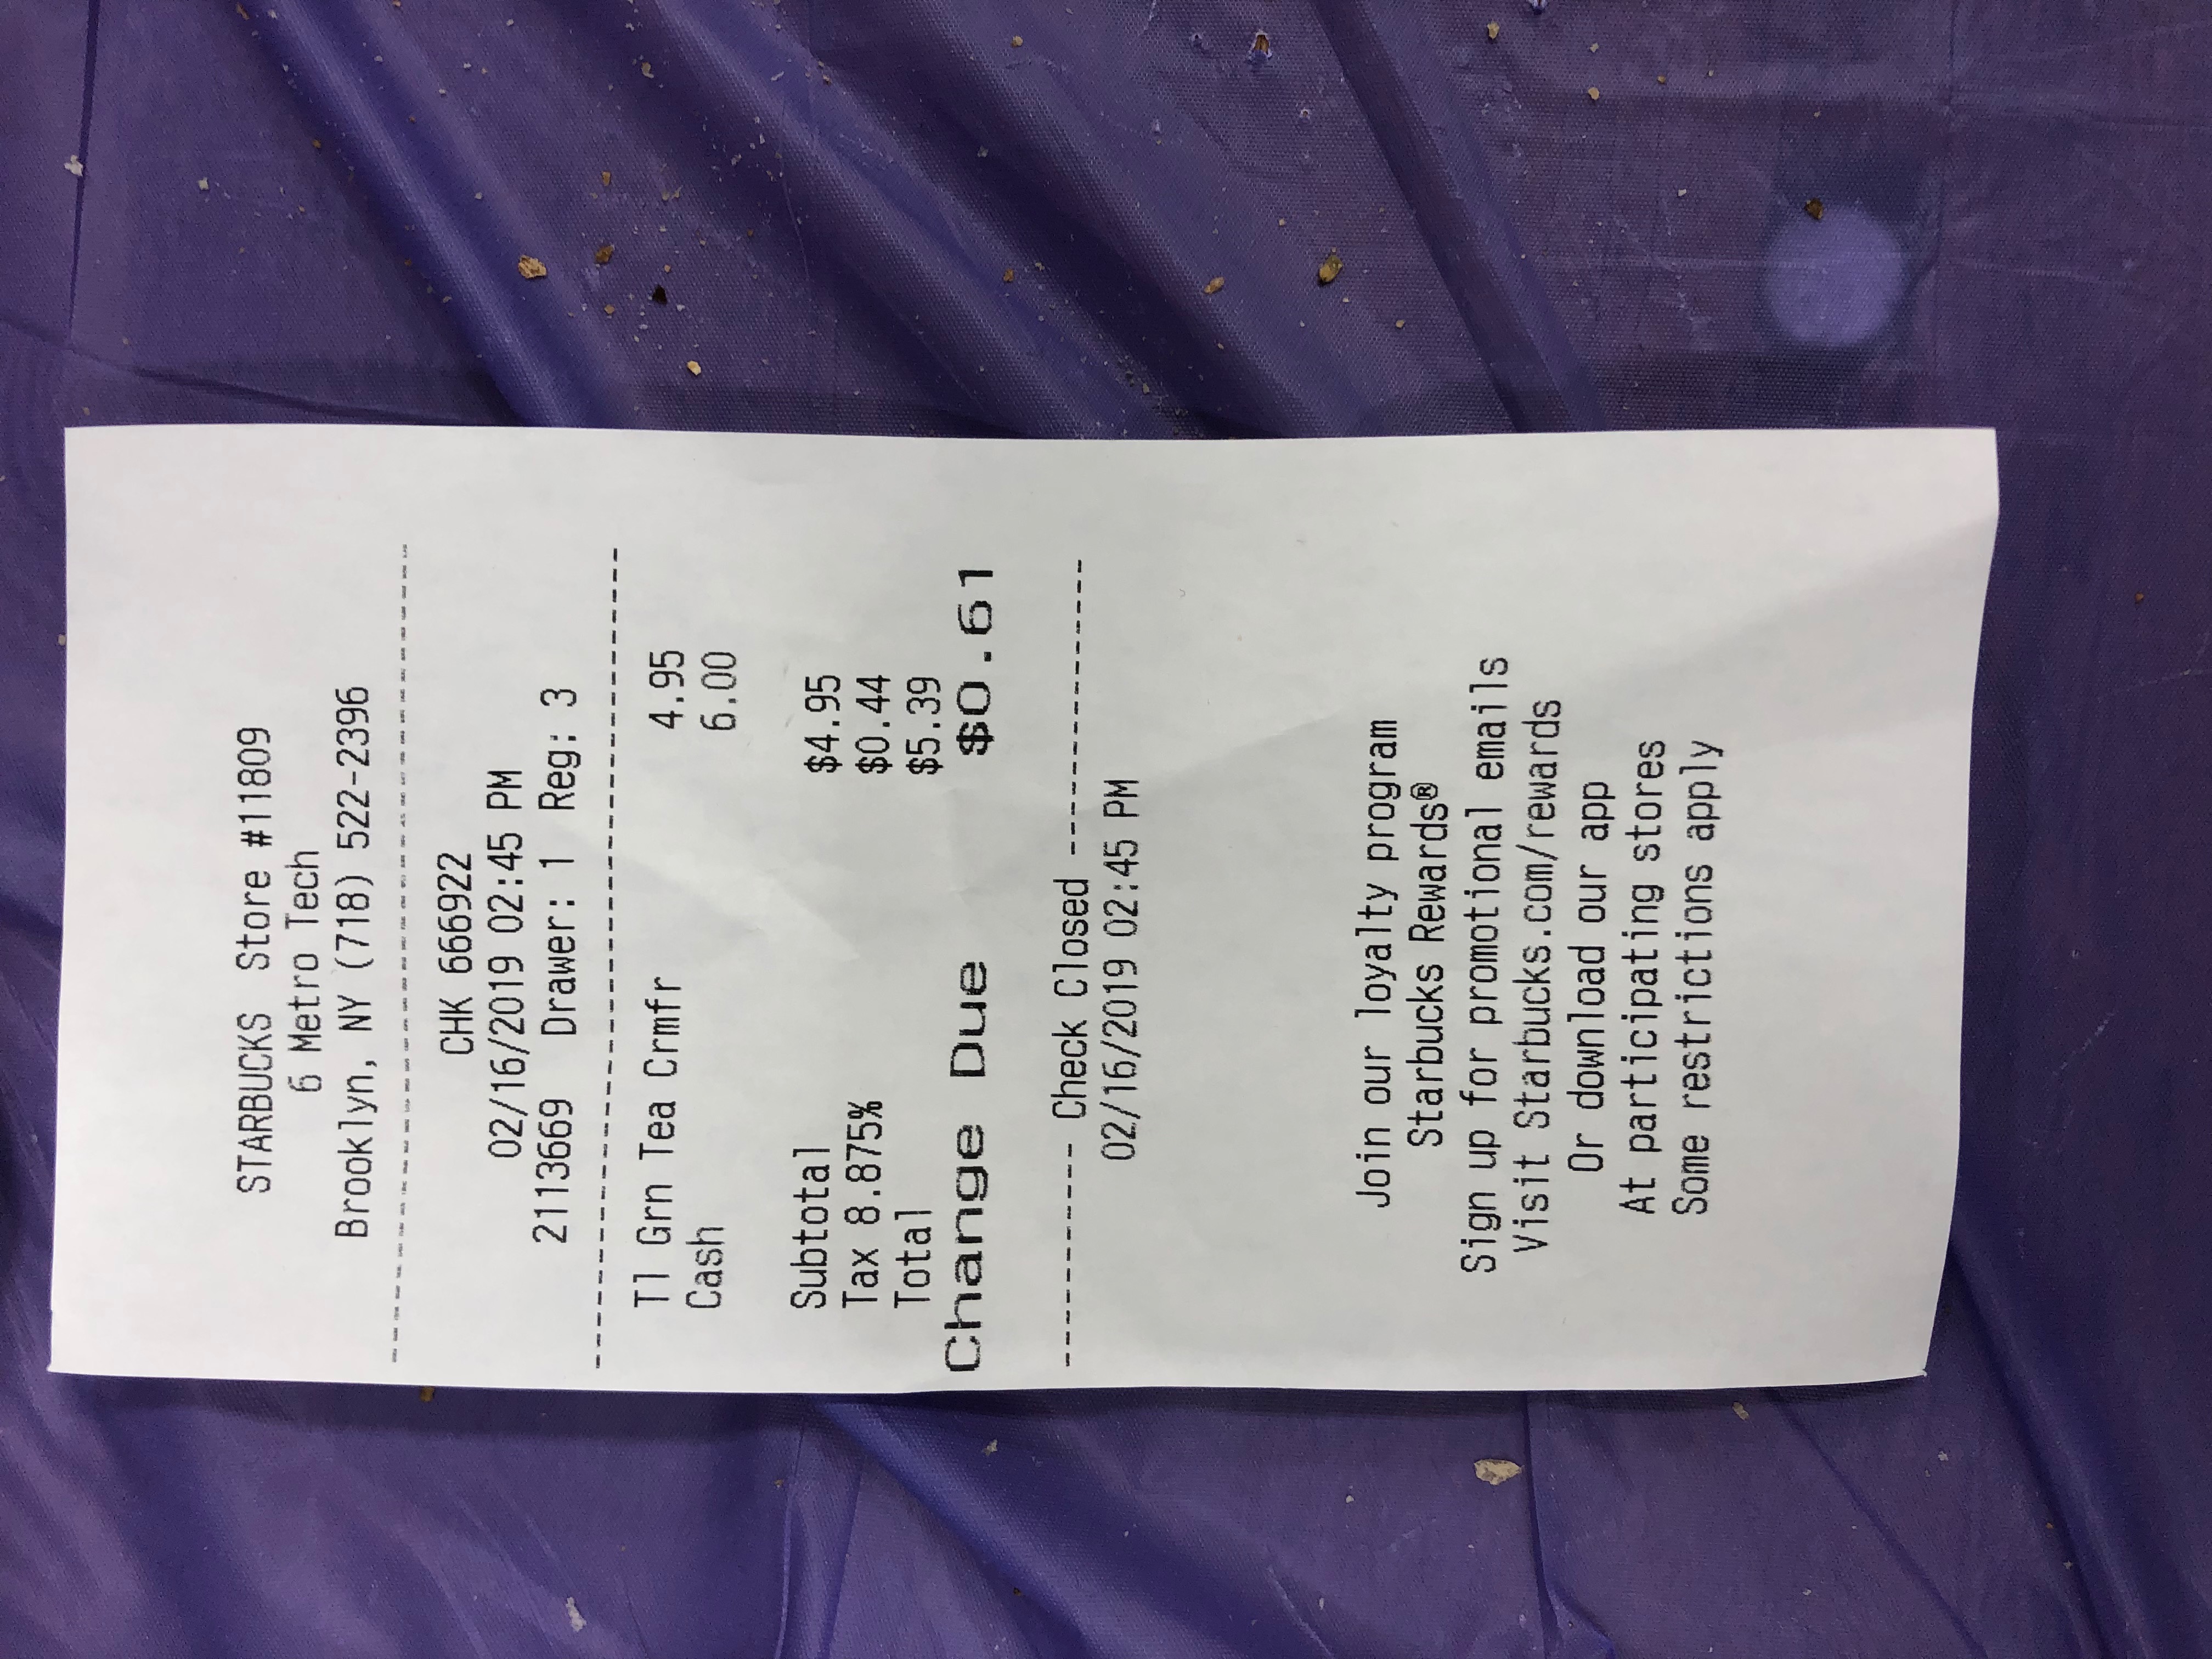 STARBUCKS Store #11809
6 Metro Tech
Brooklyn, NY (718) 522-2396
CHK 666922
02/16/2019 02:45 PM
2113669 Drawer: 1 Reg: 3
Tl Grn Tea Crmfr 4.95
Cash 6.00
Subtotal $4.95
Tax 8.875% $0.44
Total $5.39
Change Due $0.61
----------- Check Closed ---------------
02/16/2019 02:45 PM
Join our loyalty program
Starbucks Rewards®
Sign up for promotional emails
Visit Starbucks.com/rewards
Or download our app
At participating stores
Some restrictions apply